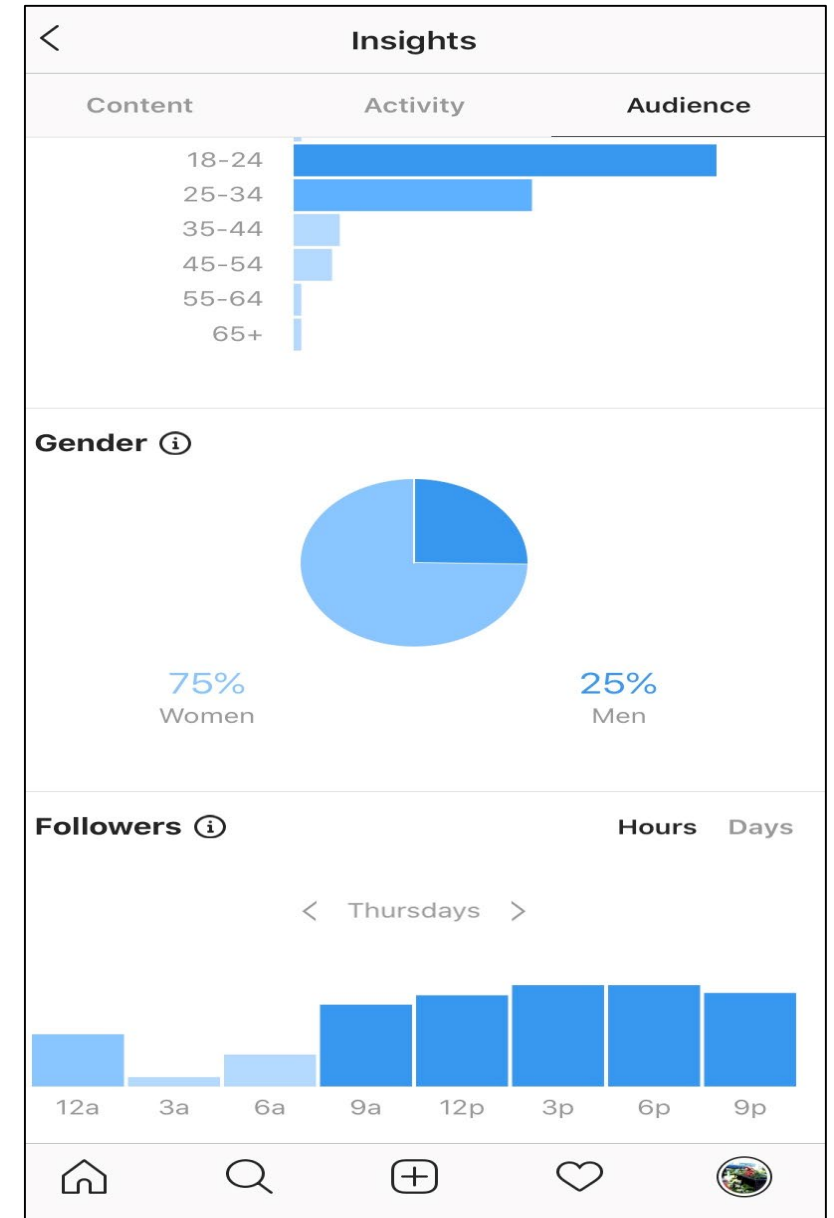 Insights
Content Activity Audience
18-24
25-34
35-44
45-54
55-64
65+
Gender
75% 25%
Women Men
Followers Hours Days
Thursdays
12a 3a 6a 9a 12p 3p 6p 9p